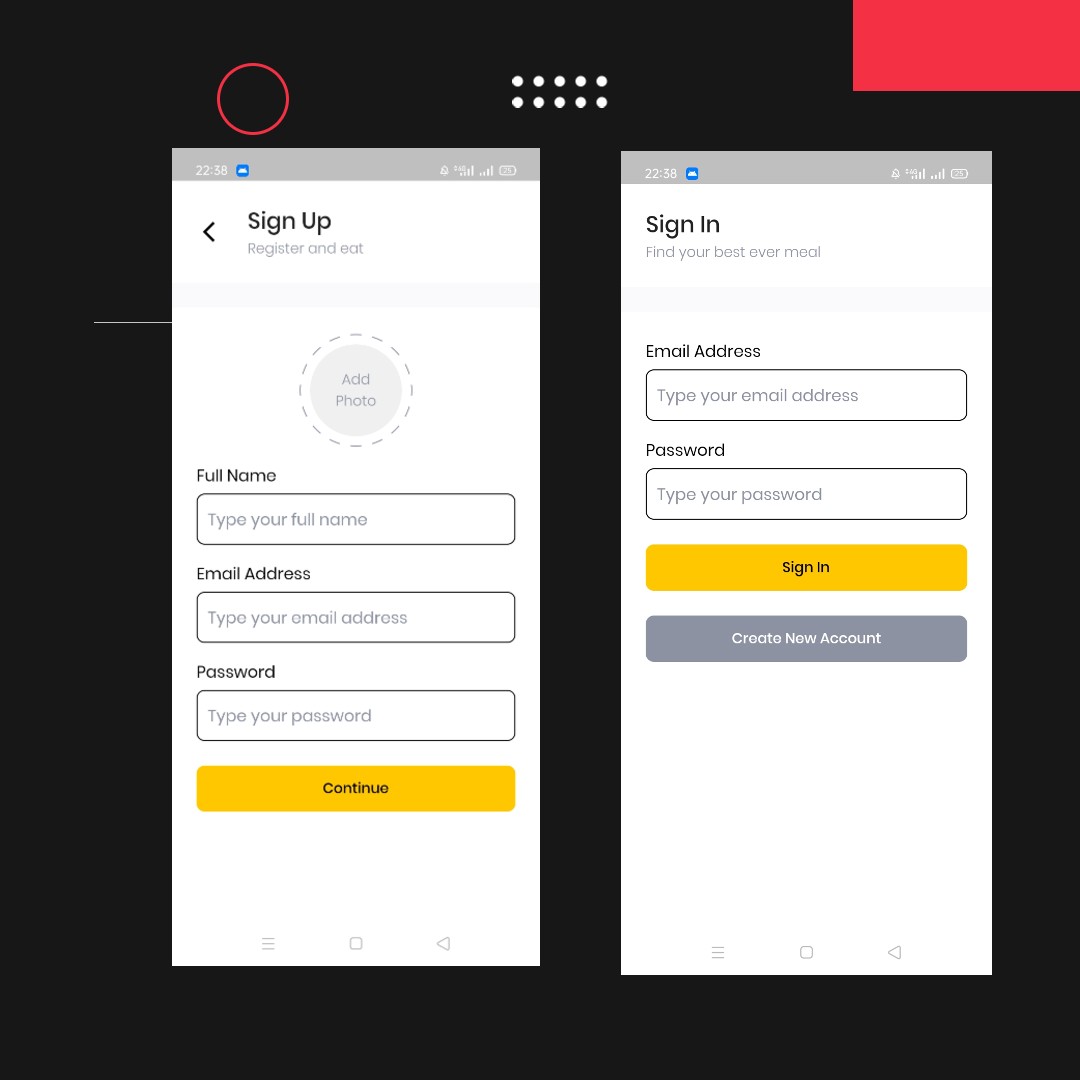 22:38
25
Sign Up
Register and eat
Add
Photo
Full Name
Type your full name
Email Address
Type your email address
Password
Type your password
Continue
22:38
25
Sign In
Find your best ever meal
Email Address
Type your email address
Password
Type your password
Sign In
Create New Account